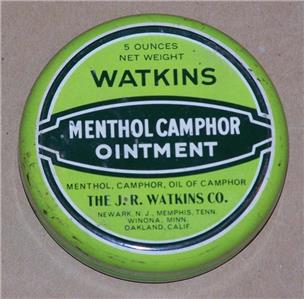 5 OUNCES
NET WEIGHT
WATKINS
MENTHOL CAMPHOR
OINTMENT
MENTHOL, CAMPHOR, OIL OF CAMPHOR
THE J.R. WATKINS CO.
NEWARK, N.J., MEMPHIS, TENN.
WINONA, MINN.
OAKLAND, CALIF.